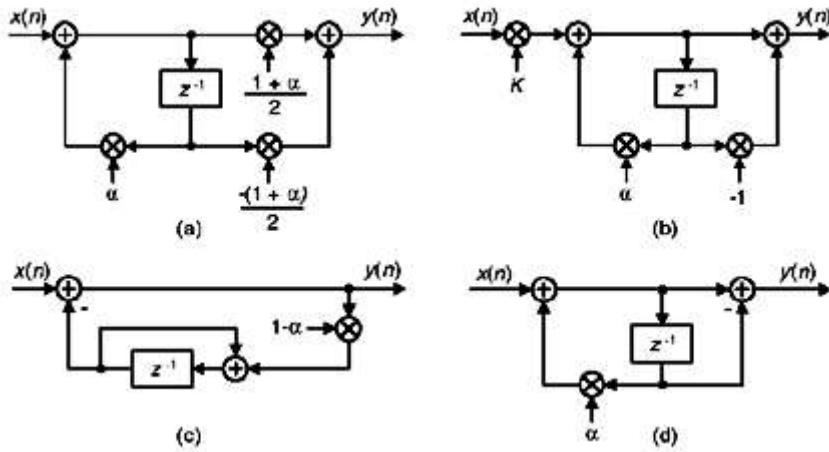 x(n) y(n) x(n) y(n)
z⁻¹ 1 + α
2 K z⁻¹
α -(1 + α)
2 α -1
(a) (b)
x(n) y(n) x(n) y(n)
- 1-α -
z⁻¹ z⁻¹
α
(c) (d)